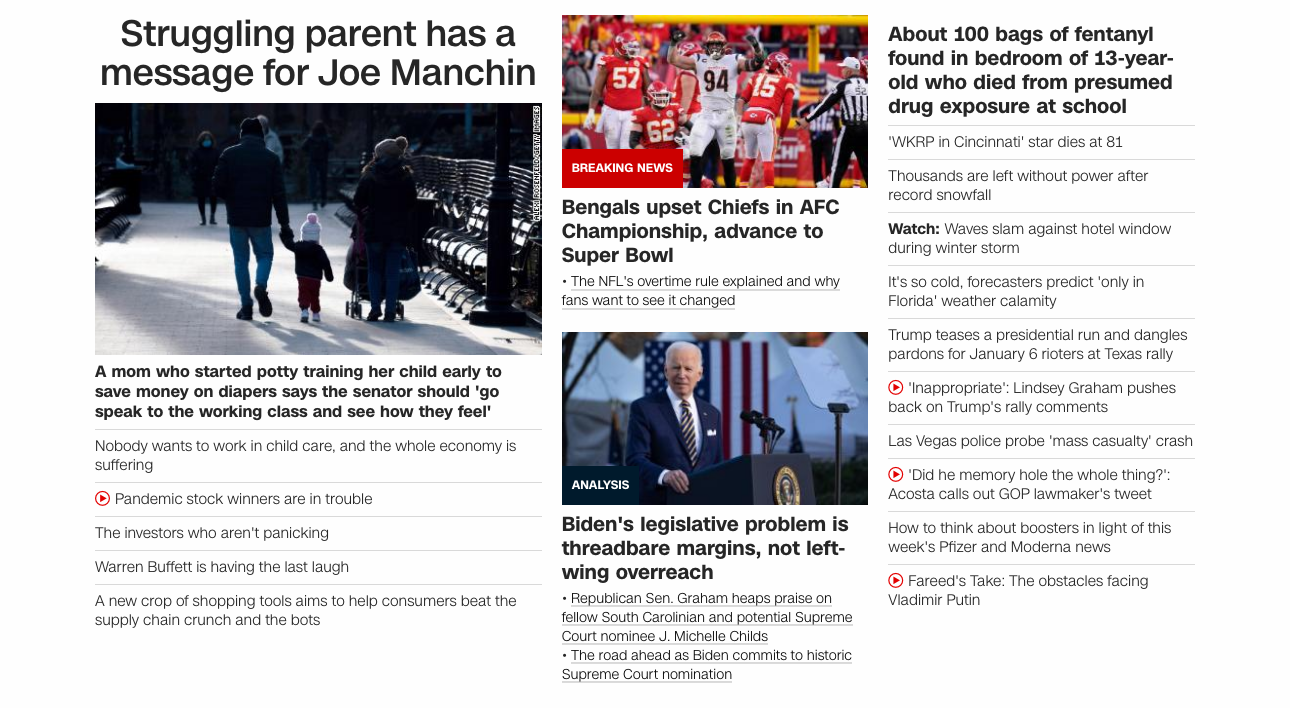 Struggling parent has a
message for Joe Manchin
ALEXI ROSENFELD/GETTY IMAGES
A mom who started potty training her child early to
save money on diapers says the senator should 'go
speak to the working class and see how they feel'
Nobody wants to work in child care, and the whole economy is
suffering
Pandemic stock winners are in trouble
The investors who aren't panicking
Warren Buffett is having the last laugh
A new crop of shopping tools aims to help consumers beat the
supply chain crunch and the bots
57
94
15
62
52
BREAKING NEWS
Bengals upset Chiefs in AFC
Championship, advance to
Super Bowl
• The NFL's overtime rule explained and why
fans want to see it changed
ANALYSIS
Biden's legislative problem is
threadbare margins, not left-
wing overreach
• Republican Sen. Graham heaps praise on
fellow South Carolinian and potential Supreme
Court nominee J. Michelle Childs
• The road ahead as Biden commits to historic
Supreme Court nomination
About 100 bags of fentanyl
found in bedroom of 13-year-
old who died from presumed
drug exposure at school
'WKRP in Cincinnati' star dies at 81
Thousands are left without power after
record snowfall
Watch: Waves slam against hotel window
during winter storm
It's so cold, forecasters predict 'only in
Florida' weather calamity
Trump teases a presidential run and dangles
pardons for January 6 rioters at Texas rally
'Inappropriate': Lindsey Graham pushes
back on Trump's rally comments
Las Vegas police probe 'mass casualty' crash
'Did he memory hole the whole thing?':
Acosta calls out GOP lawmaker's tweet
How to think about boosters in light of this
week's Pfizer and Moderna news
Fareed's Take: The obstacles facing
Vladimir Putin